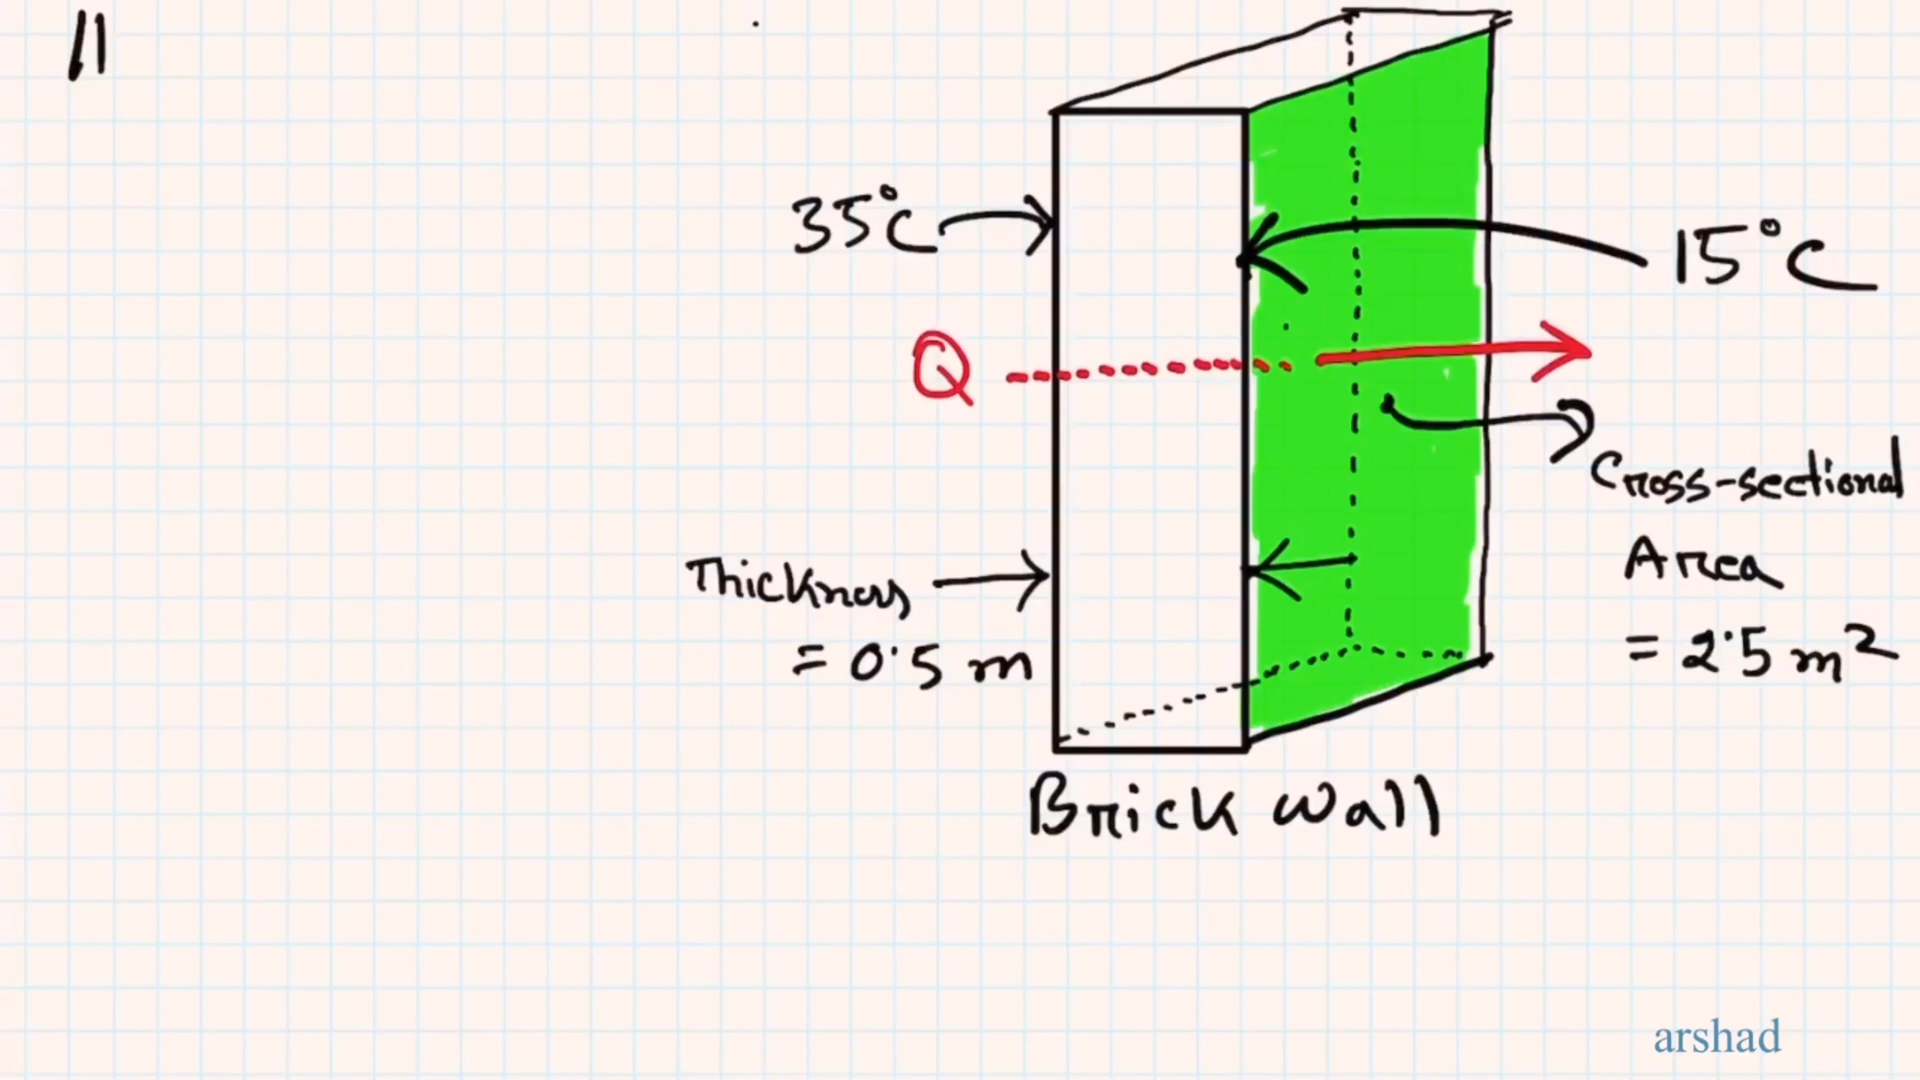 11
35°C
15°C
Q
Cross-sectional
Area
= 2.5 m²
Thickness
= 0.5 m
Brick wall
arshad